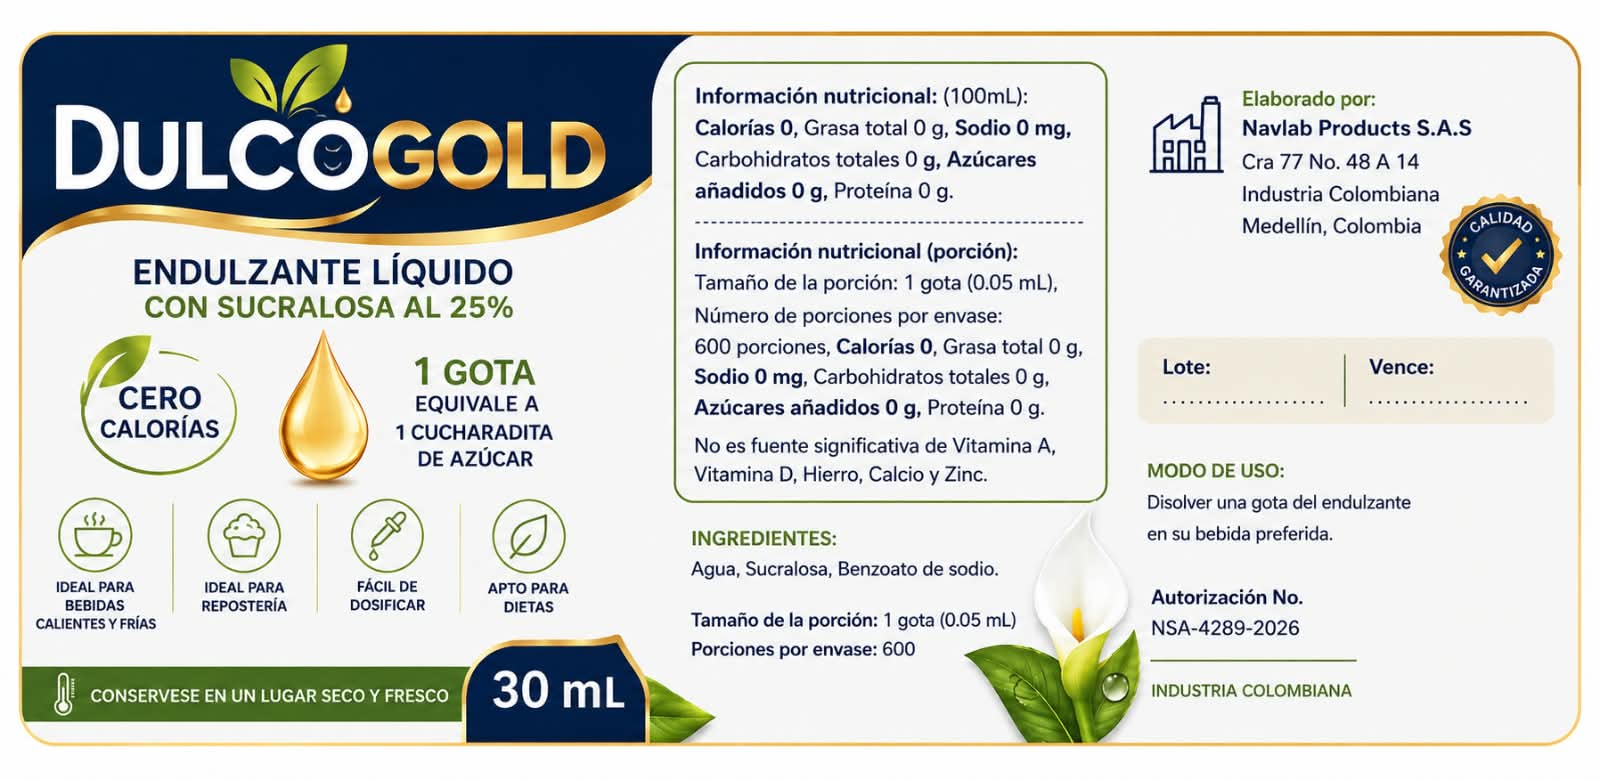 DULCOGOLD
ENDULZANTE LÍQUIDO
CON SUCRALOSA AL 25%
CERO
CALORÍAS
1 GOTA
EQUIVALE A
1 CUCHARADITA
DE AZÚCAR
IDEAL PARA
BEBIDAS
CALIENTES Y FRÍAS
IDEAL PARA
REPOSTERÍA
FÁCIL DE
DOSIFICAR
APTO PARA
DIETAS
CONSERVESE EN UN LUGAR SECO Y FRESCO
30 mL
Información nutricional: (100mL):
Calorías 0, Grasa total 0 g, Sodio 0 mg,
Carbohidratos totales 0 g, Azúcares
añadidos 0 g, Proteína 0 g.
Información nutricional (porción):
Tamaño de la porción: 1 gota (0.05 mL),
Número de porciones por envase:
600 porciones, Calorías 0, Grasa total 0 g,
Sodio 0 mg, Carbohidratos totales 0 g,
Azúcares añadidos 0 g, Proteína 0 g.
No es fuente significativa de Vitamina A,
Vitamina D, Hierro, Calcio y Zinc.
INGREDIENTES:
Agua, Sucralosa, Benzoato de sodio.
Tamaño de la porción: 1 gota (0.05 mL)
Porciones por envase: 600
Elaborado por:
Navlab Products S.A.S
Cra 77 No. 48 A 14
Industria Colombiana
Medellín, Colombia
CALIDAD
GARANTIZADA
Lote:
Vence:
MODO DE USO:
Disolver una gota del endulzante
en su bebida preferida.
Autorización No.
NSA-4289-2026
INDUSTRIA COLOMBIANA